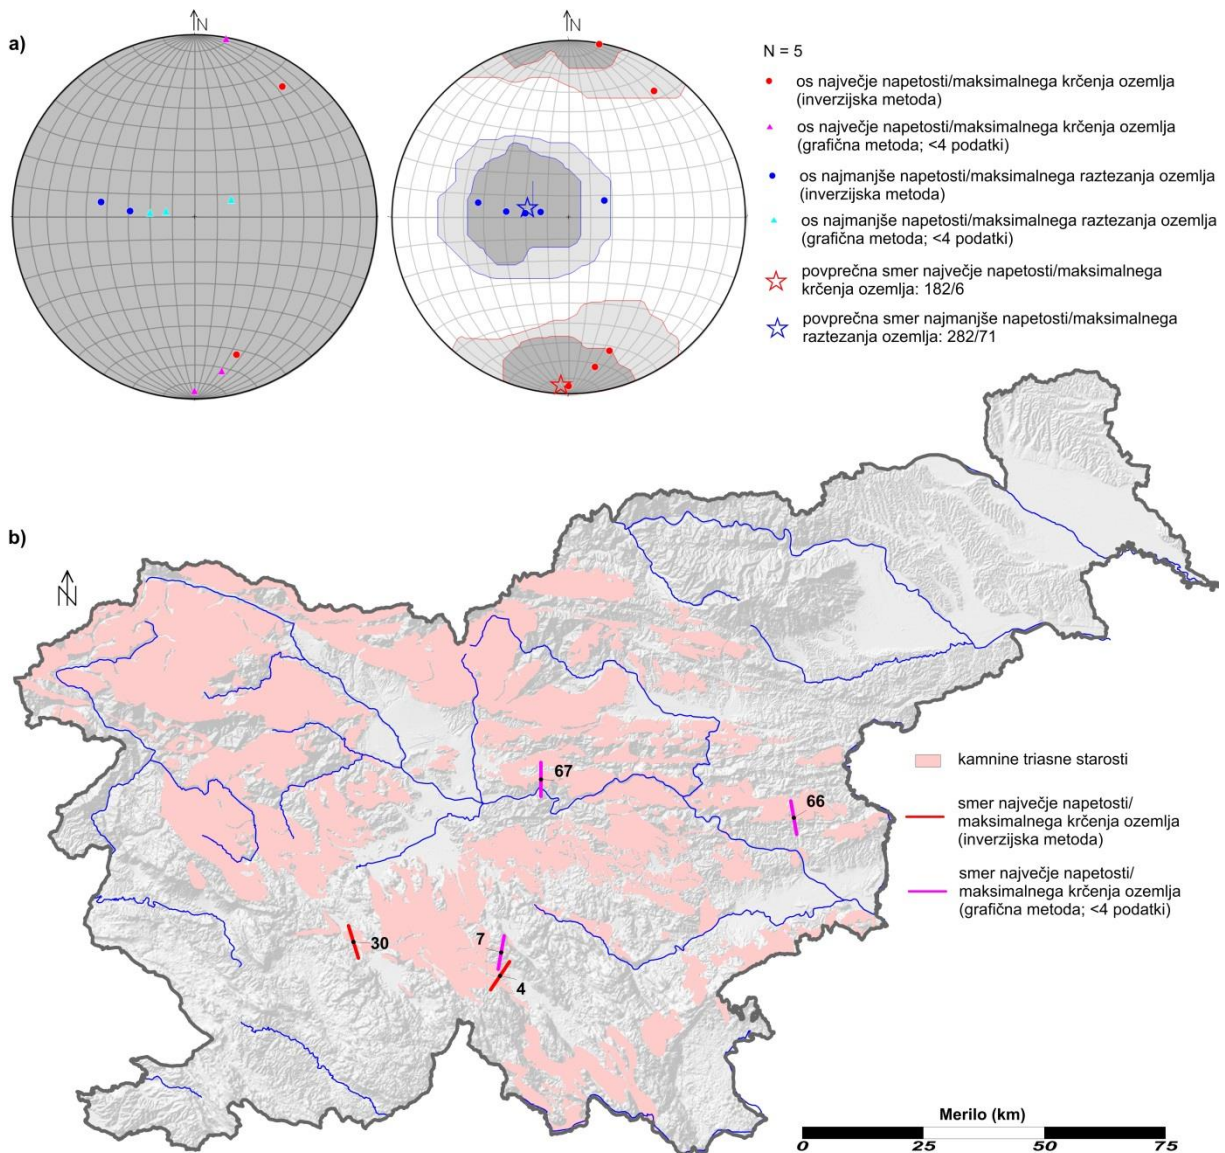 a)
N
N
N = 5
os največje napetosti/maksimalnega krčenja ozemlja
(inverzijska metoda)
os največje napetosti/maksimalnega krčenja ozemlja
(grafična metoda; <4 podatki)
os najmanjše napetosti/maksimalnega raztezanja ozemlja
(inverzijska metoda)
os najmanjše napetosti/maksimalnega raztezanja ozemlja
(grafična metoda; <4 podatki)
povprečna smer največje napetosti/maksimalnega
krčenja ozemlja: 182/6
povprečna smer najmanjše napetosti/maksimalnega
raztezanja ozemlja: 282/71
b)
N
67
66
30
7
4
kamnine triasne starosti
smer največje napetosti/
maksimalnega krčenja ozemlja
(inverzijska metoda)
smer največje napetosti/
maksimalnega krčenja ozemlja
(grafična metoda; <4 podatki)
Merilo (km)
0 25 50 75